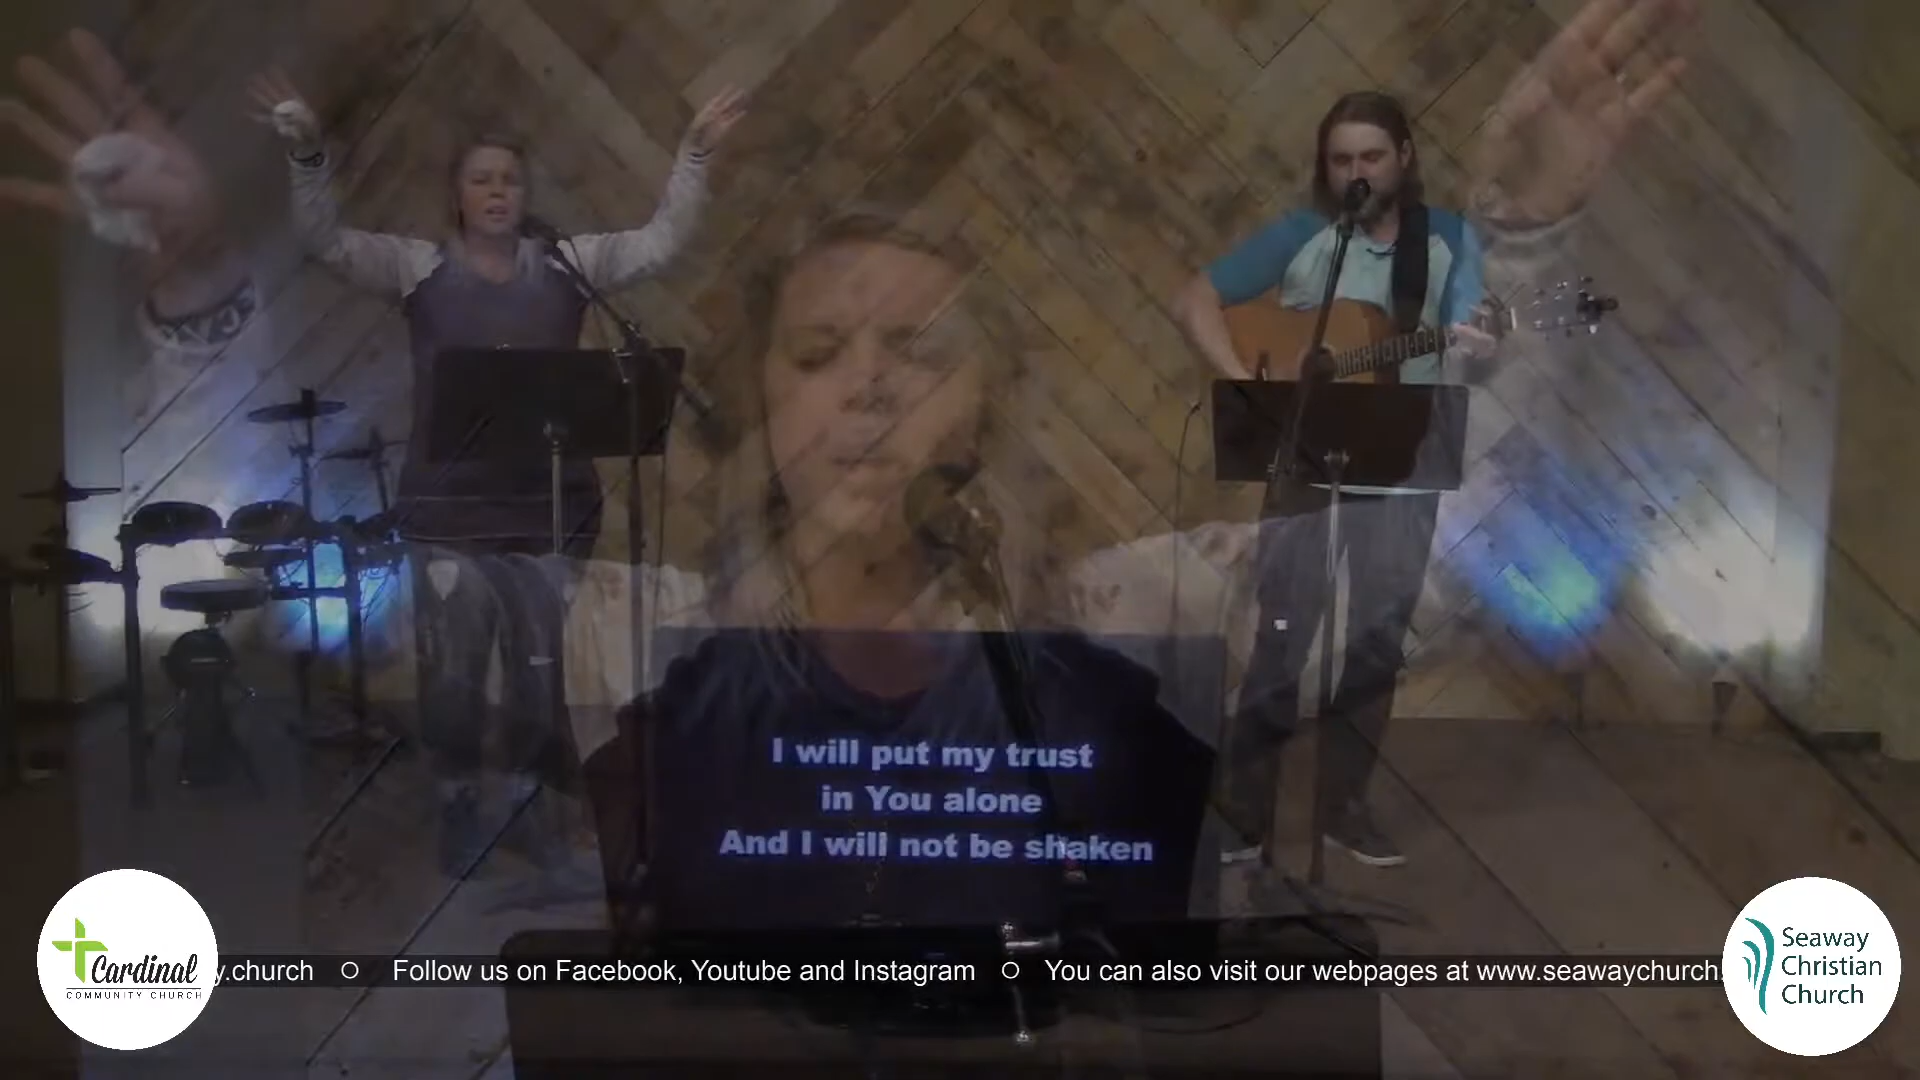 I will put my trust
in You alone
And I will not be shaken
Cardinal
COMMUNITY CHURCH
y.church O Follow us on Facebook, Youtube and Instagram O You can also visit our webpages at www.seawaychurch.
Seaway
Christian
Church